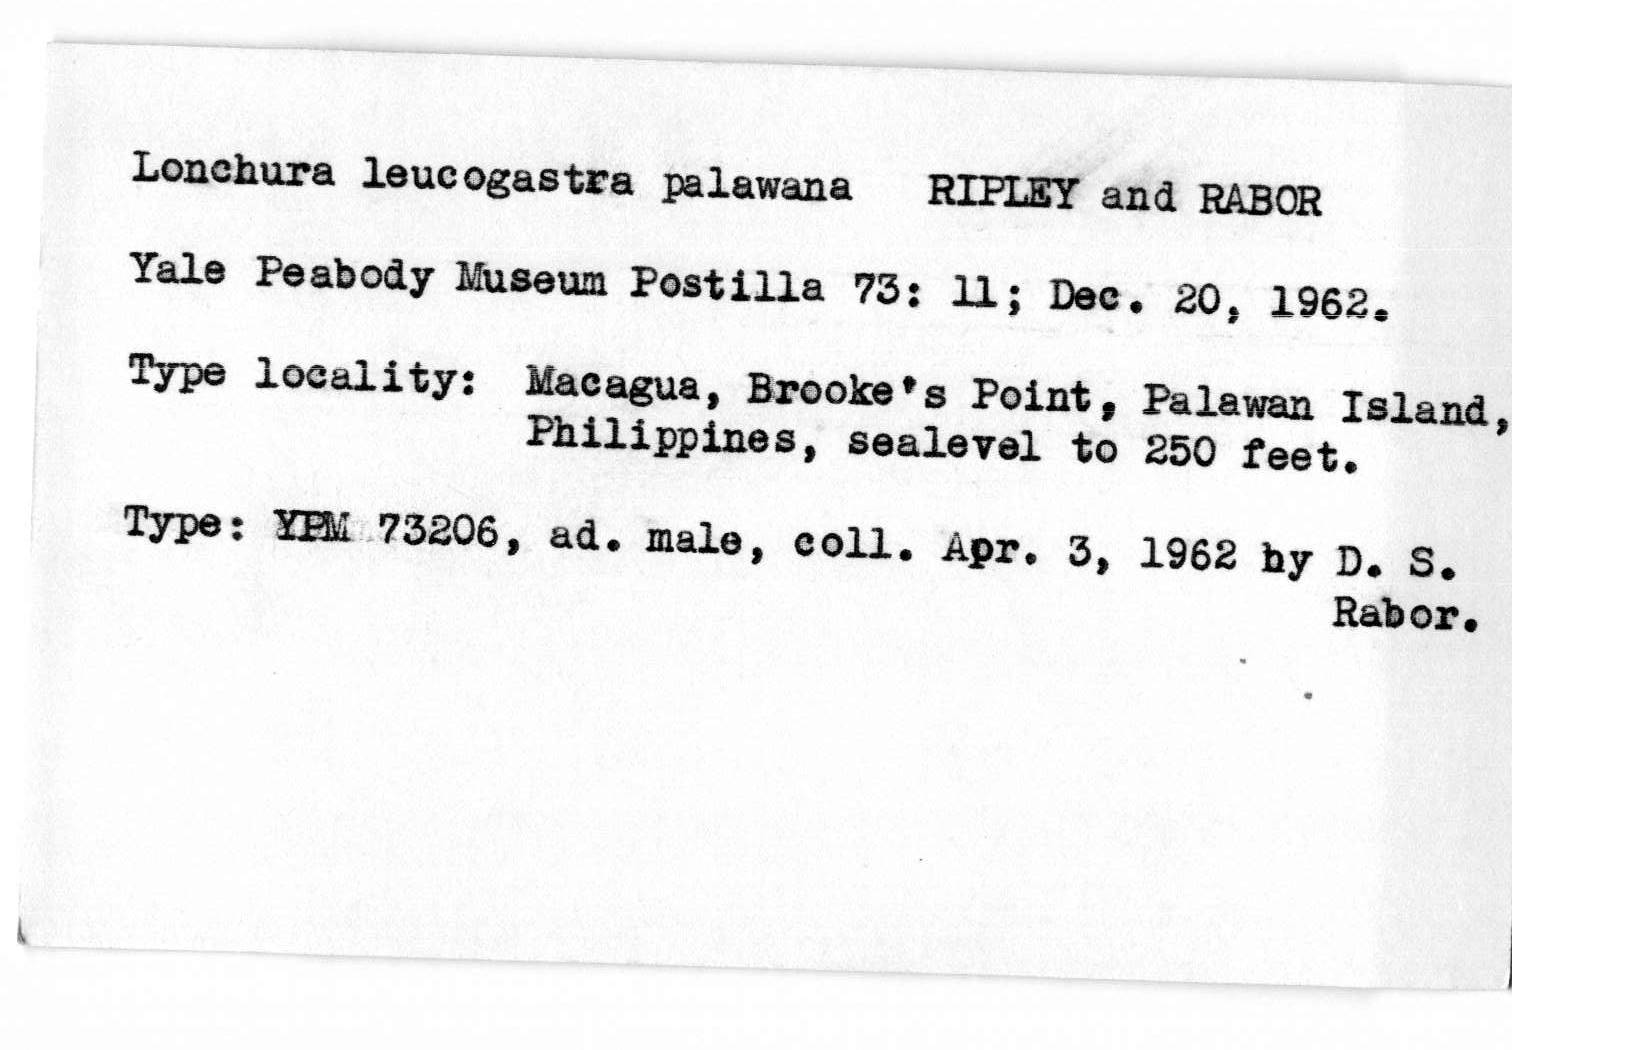 Lonchura leucogastra palawana RIPLEY and RABOR
Yale Peabody Museum Postilla 73: 11; Dec. 20, 1962.
Type locality: Macagua, Brooke's Point, Palawan Island,
Philippines, sealevel to 250 feet.
Type: YPM 73206, ad. male, coll. Apr. 3, 1962 by D. S.
Rabor.